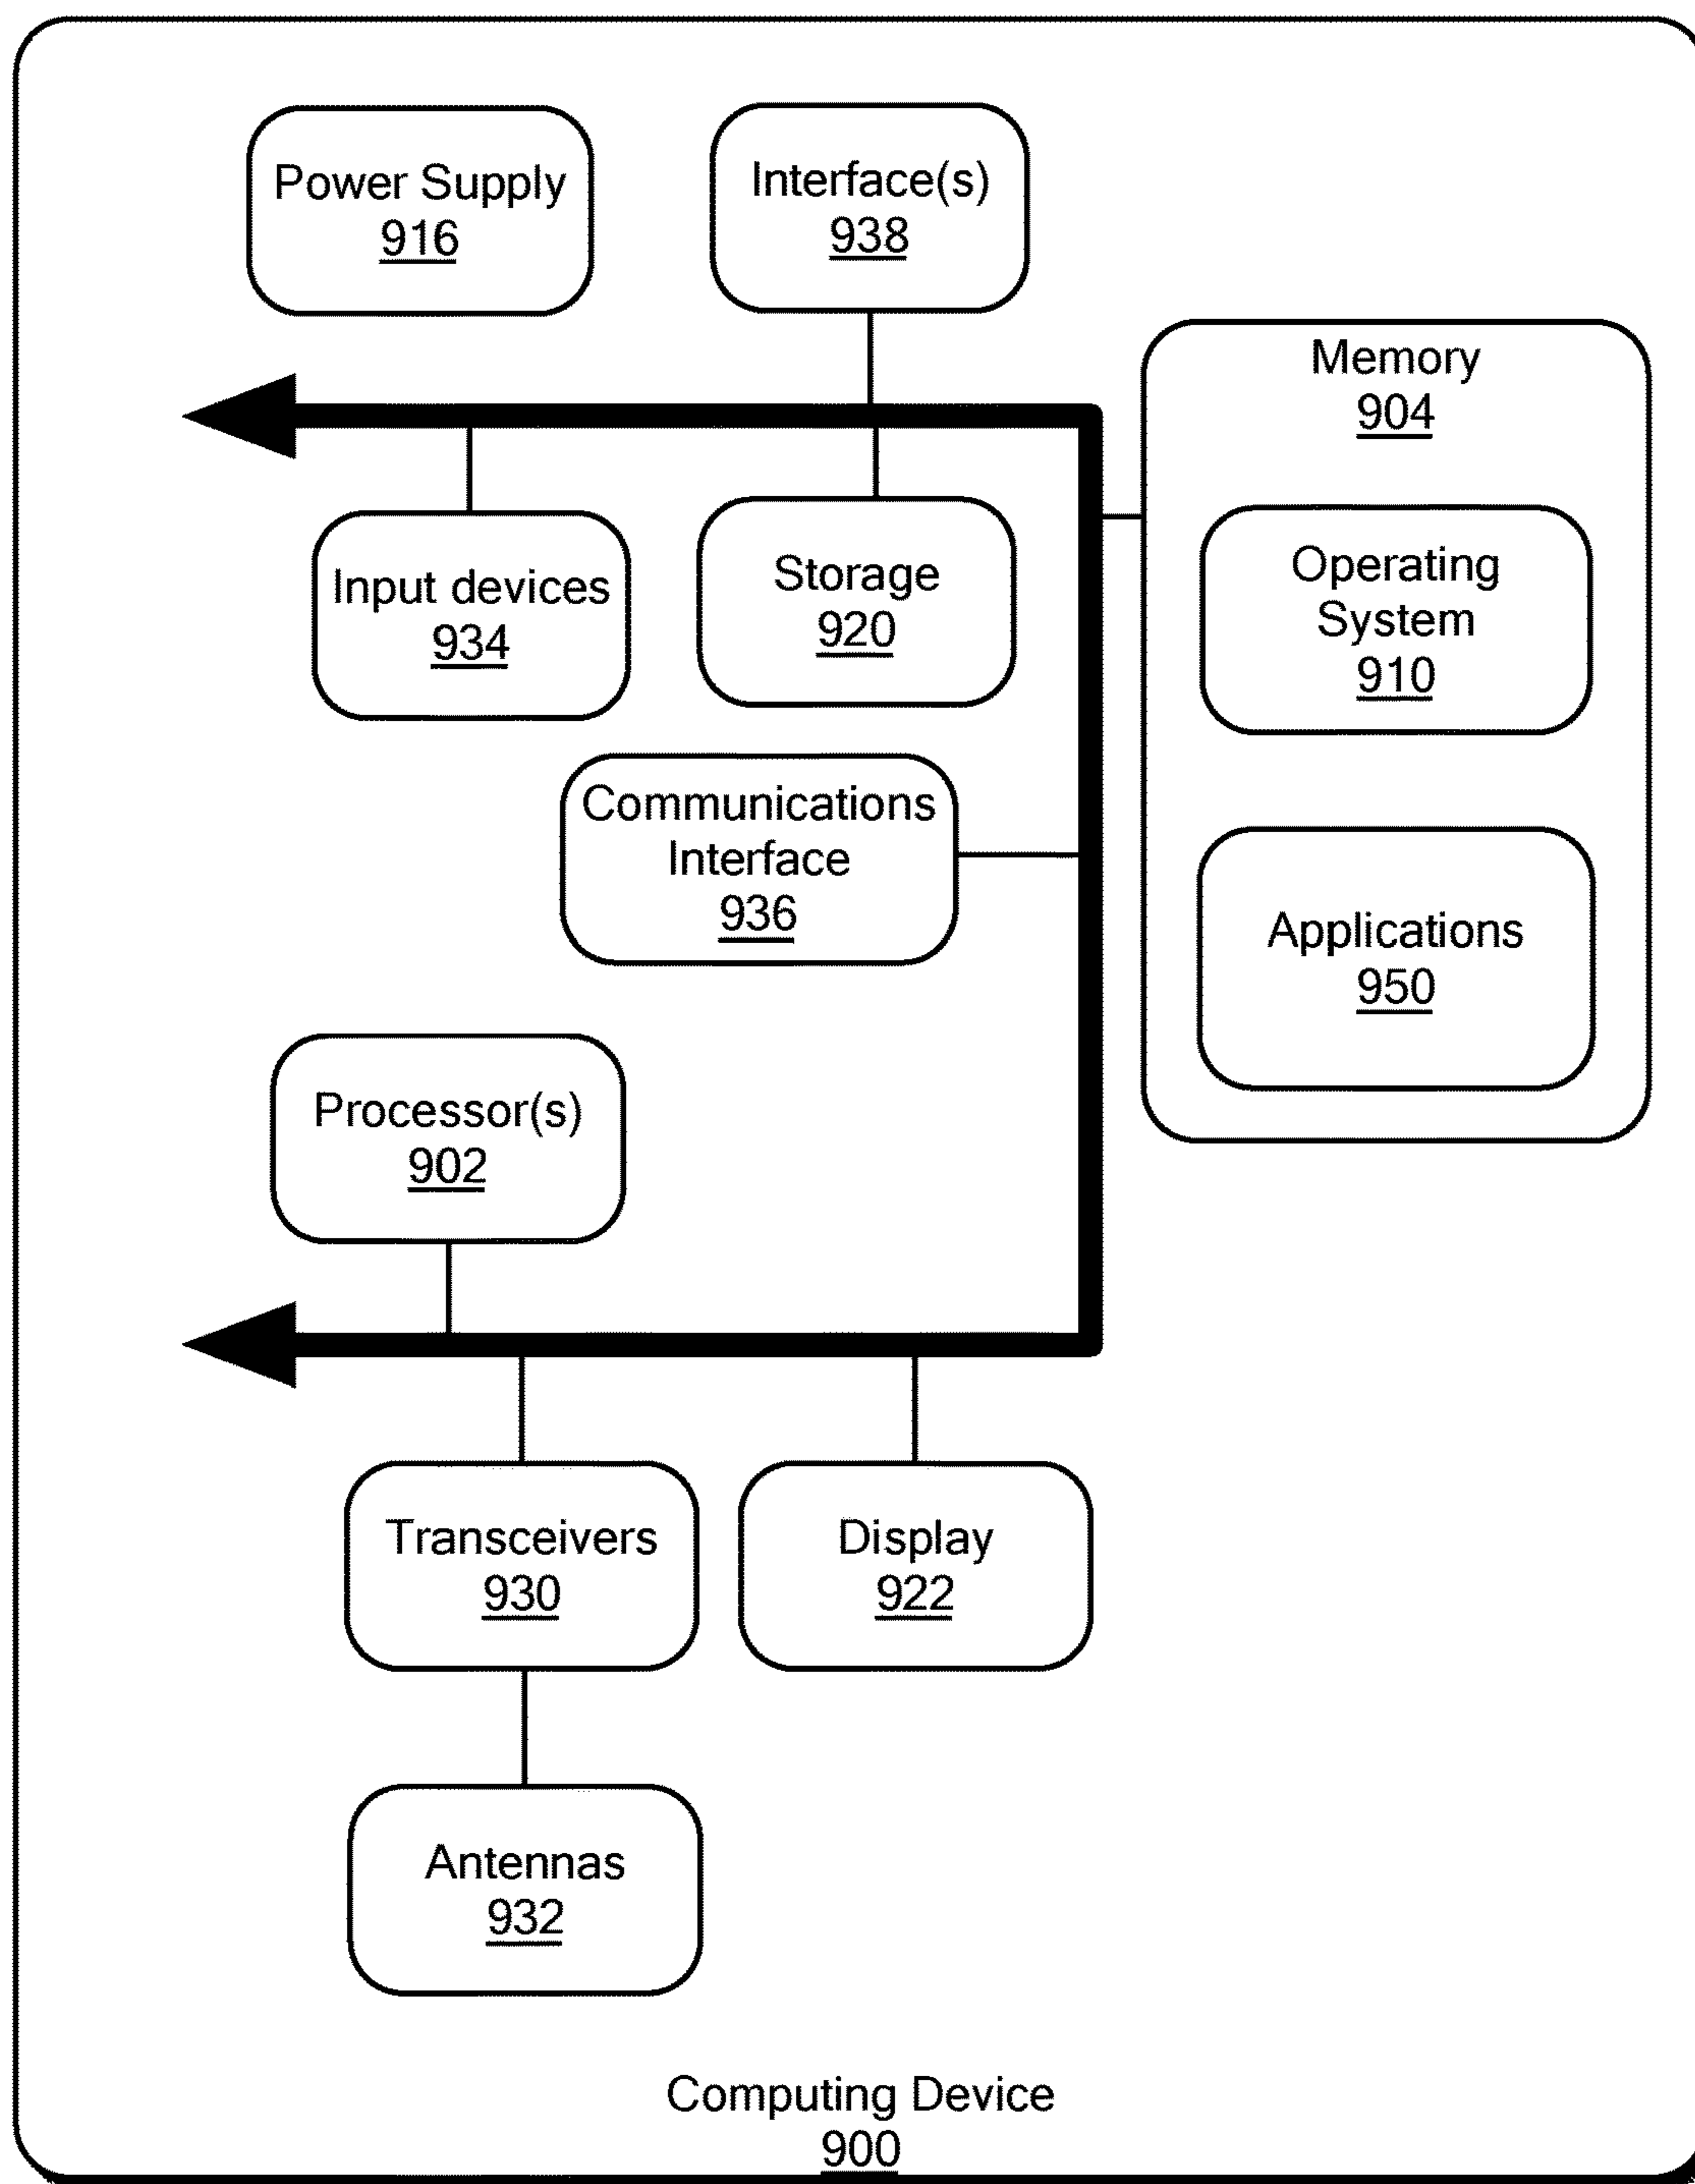 Power Supply
916
Interface(s)
938
Memory
904
Input devices
934
Storage
920
Operating
System
910
Communications
Interface
936
Applications
950
Processor(s)
902
Transceivers
930
Display
922
Antennas
932
Computing Device
900